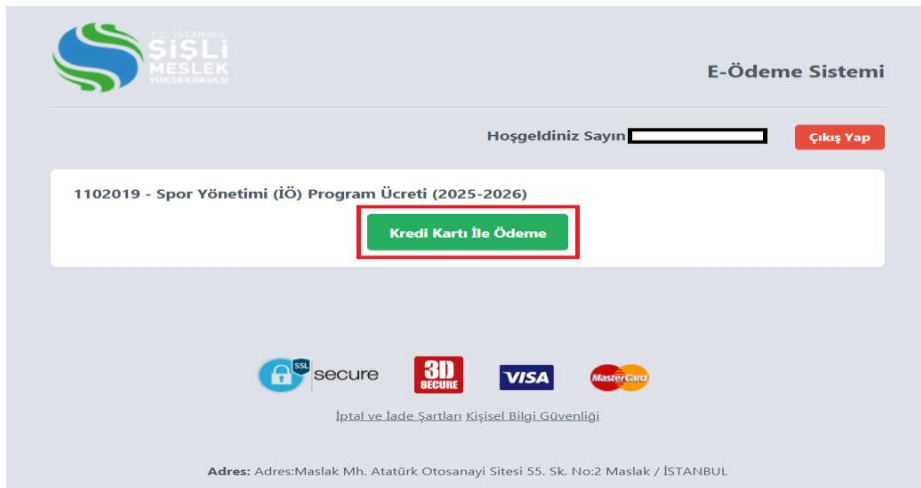 T.C. İSTANBUL
ŞİŞLİ
MESLEK
YÜKSEKOKULU
E-Ödeme Sistemi
Hoşgeldiniz Sayın
Çıkış Yap
1102019 - Spor Yönetimi (İÖ) Program Ücreti (2025-2026)
Kredi Kartı İle Ödeme
SSL
secure
3D
SECURE
VISA
MasterCard
İptal ve İade Şartları Kişisel Bilgi Güvenliği
Adres: Adres:Maslak Mh. Atatürk Otosanayi Sitesi 55. Sk. No:2 Maslak / İSTANBUL